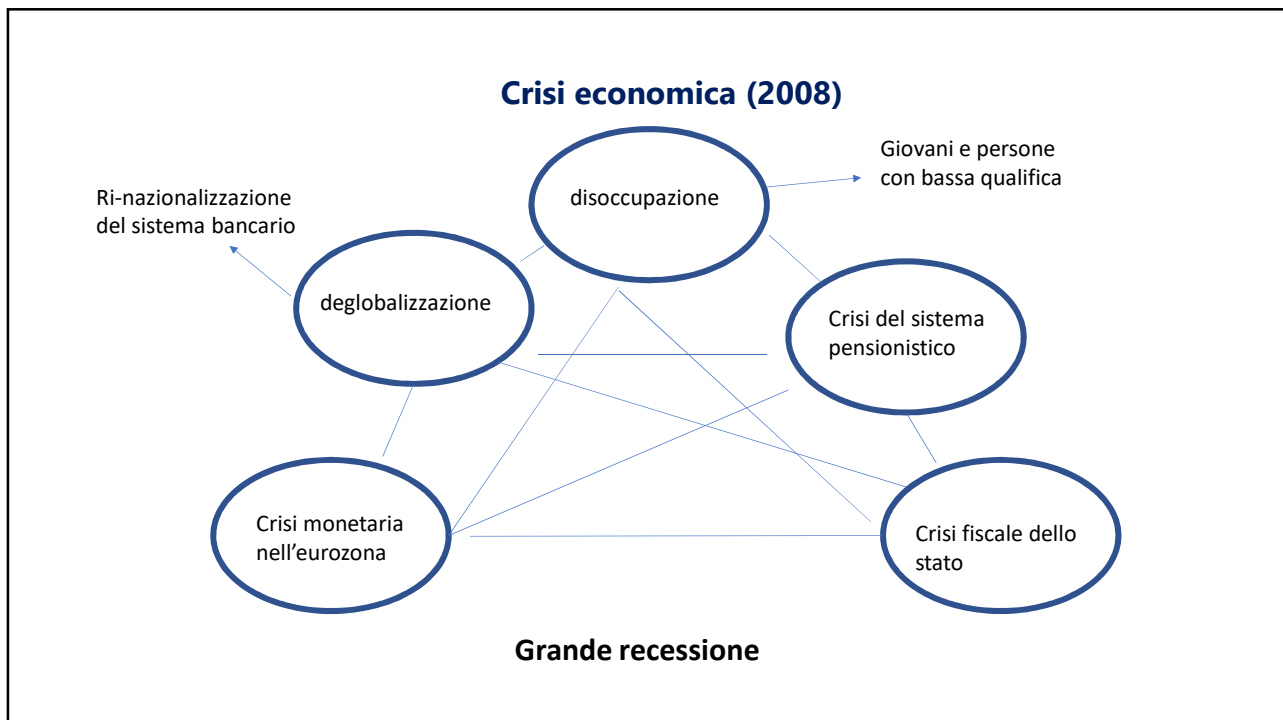 Crisi economica (2008)
Giovani e persone
con bassa qualifica
Ri-nazionalizzazione
del sistema bancario
disoccupazione
deglobalizzazione
Crisi del sistema
pensionistico
Crisi monetaria
nell’eurozona
Crisi fiscale dello
stato
Grande recessione